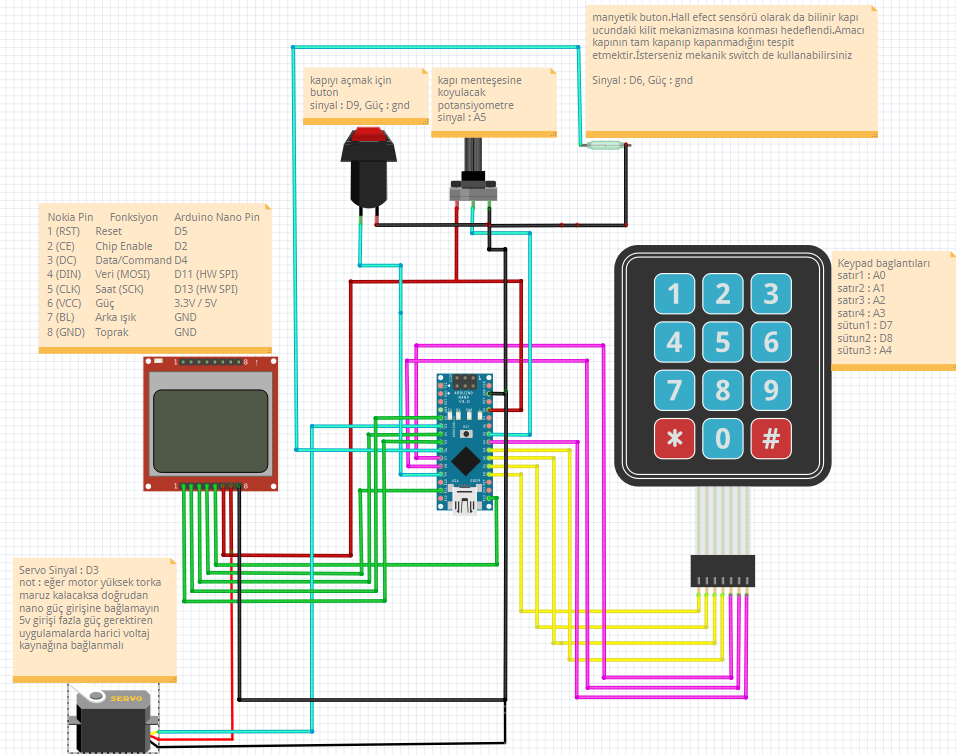 manyetik buton.Hall efect sensörü olarak da bilinir kapı
ucundaki kilit mekanizmasına konması hedeflendi.Amacı
kapının tam kapanıp kapanmadığını tespit
etmektir.İsterseniz mekanik switch de kullanabilirsiniz
Sinyal : D6, Güç : gnd
kapıyı açmak için
buton
sinyal : D9, Güç : gnd
kapı menteşesine
koyulacak
potansiyometre
sinyal : A5
Nokia Pin Fonksiyon Arduino Nano Pin
1 (RST) Reset D5
2 (CE) Chip Enable D2
3 (DC) Data/Command D4
4 (DIN) Veri (MOSI) D11 (HW SPI)
5 (CLK) Saat (SCK) D13 (HW SPI)
6 (VCC) Güç 3.3V / 5V
7 (BL) Arka ışık GND
8 (GND) Toprak GND
Keypad baglantıları
satır1 : A0
satır2 : A1
satır3 : A2
satır4 : A3
sütun1 : D7
sütun2 : D8
sütun3 : A4
1 2 3
4 5 6
7 8 9
* 0 #
1 8
ARDUINO
NANO
V3.0
RST
1 8
Servo Sinyal : D3
not : eğer motor yüksek torka
maruz kalacaksa doğrudan
nano güç girişine bağlamayın
5v girişi fazla güç gerektiren
uygulamalarda harici voltaj
kaynağına bağlanmalı
SERVO